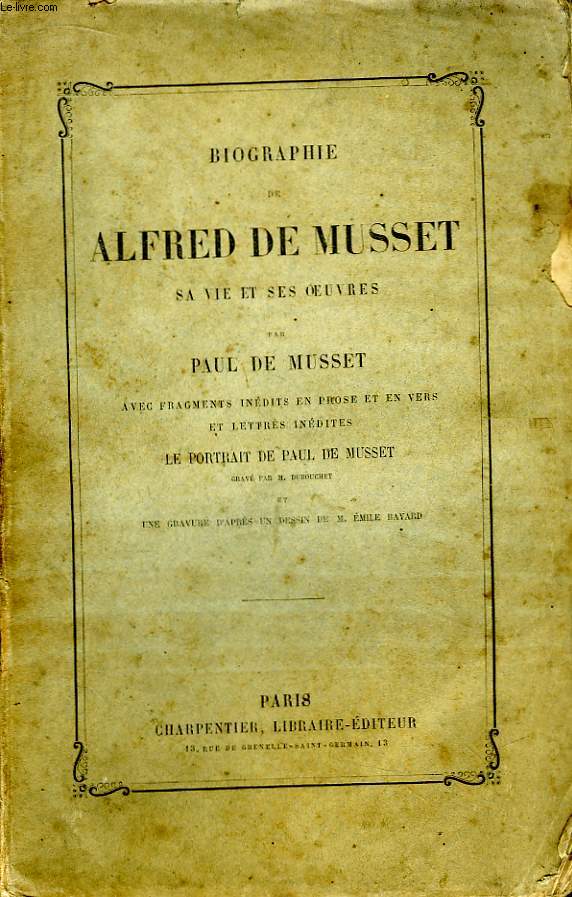 Le-livre.com
BIOGRAPHIE
DE
ALFRED DE MUSSET
SA VIE ET SES ŒUVRES
PAR
PAUL DE MUSSET
AVEC FRAGMENTS INÉDITS EN PROSE ET EN VERS
ET LETTRES INÉDITES
LE PORTRAIT DE PAUL DE MUSSET
GRAVÉ PAR M. DUBOUCHET
ET
UNE GRAVURE D'APRÈS UN DESSIN DE M. ÉMILE BAYARD
PARIS
CHARPENTIER, LIBRAIRE-ÉDITEUR
13, RUE DE GRENELLE-SAINT-GERMAIN, 13